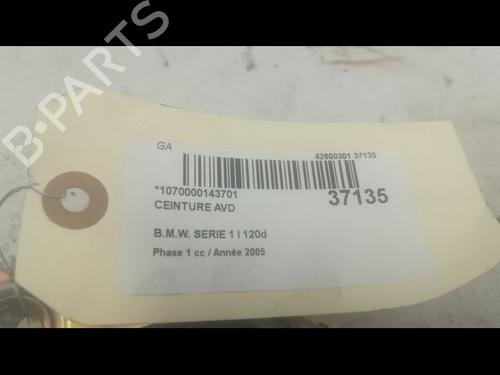 GA
42600301 37135
*1070000143701
37135
CEINTURE AVD
B.M.W. SERIE 1 I 120d
Phase 1 cc / Année 2005
B-PARTS